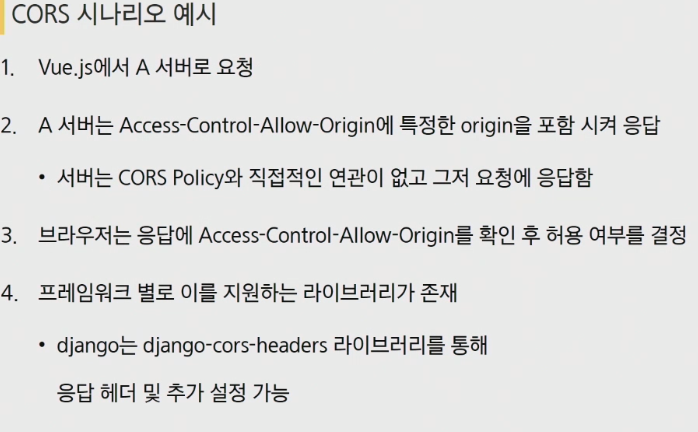 CORS 시나리오 예시
1. Vue.js에서 A 서버로 요청
2. A 서버는 Access-Control-Allow-Origin에 특정한 origin을 포함 시켜 응답
• 서버는 CORS Policy와 직접적인 연관이 없고 그저 요청에 응답함
3. 브라우저는 응답에 Access-Control-Allow-Origin를 확인 후 허용 여부를 결정
4. 프레임워크 별로 이를 지원하는 라이브러리가 존재
• django는 django-cors-headers 라이브러리를 통해
응답 헤더 및 추가 설정 가능